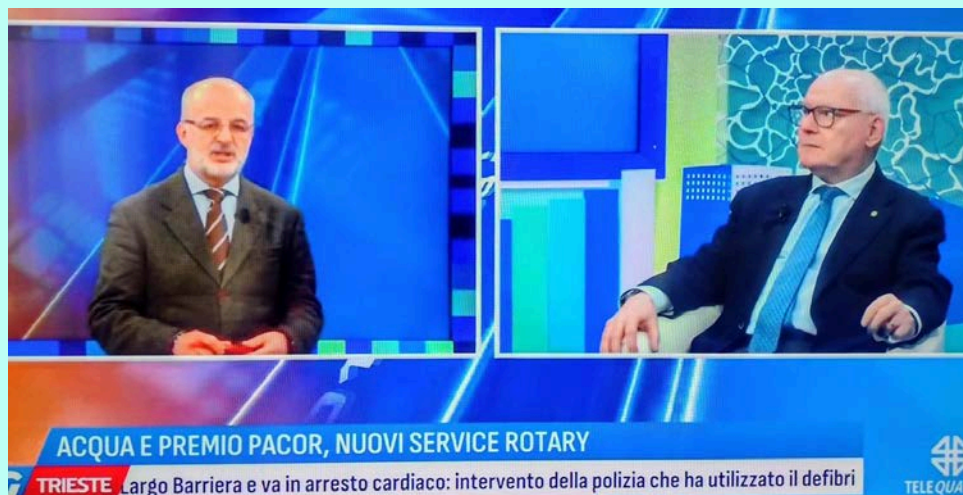 ACQUA E PREMIO PACOR, NUOVI SERVICE ROTARY
TRIESTE Largo Barriera e va in arresto cardiaco: intervento della polizia che ha utilizzato il defibri
TELEQUA